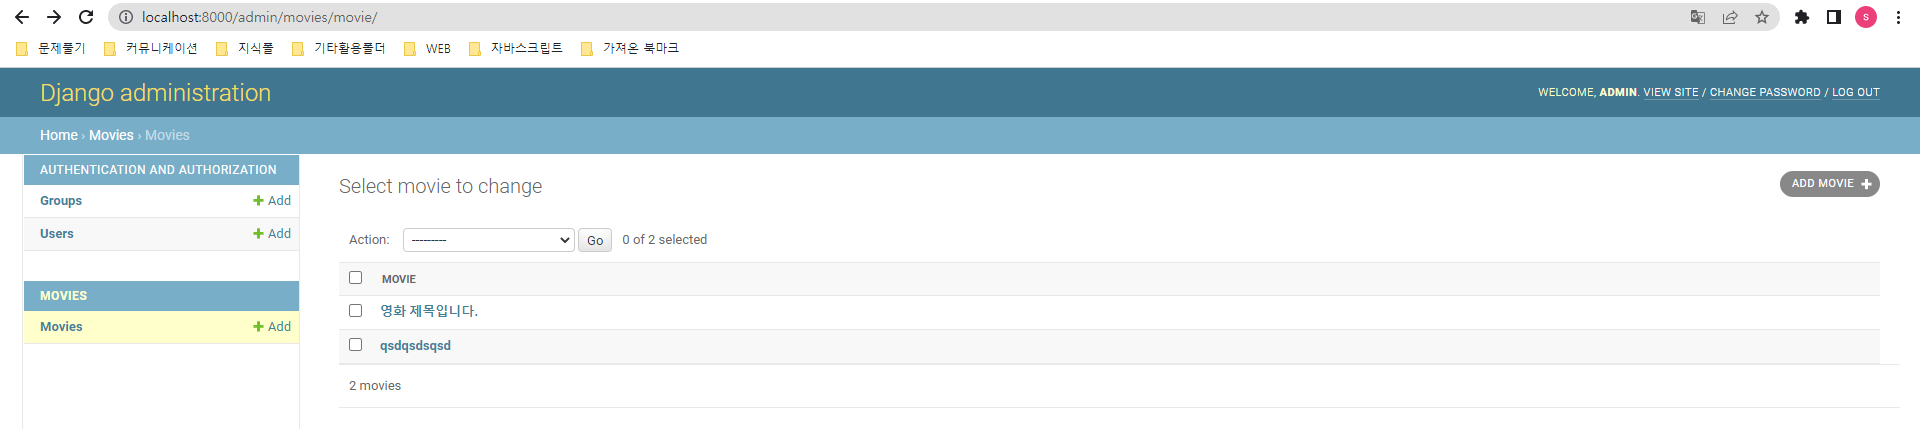 localhost:8000/admin/movies/movie/
S
문제풀기 커뮤니케이션 지식풀 기타활용폴더 WEB 자바스크립트 가져온 북마크
Django administration
WELCOME, ADMIN. VIEW SITE / CHANGE PASSWORD / LOG OUT
Home › Movies › Movies
AUTHENTICATION AND AUTHORIZATION
Groups + Add
Users + Add
MOVIES
Movies + Add
Select movie to change
ADD MOVIE +
Action: --------- Go 0 of 2 selected
MOVIE
영화 제목입니다.
qsdqsdsqsd
2 movies